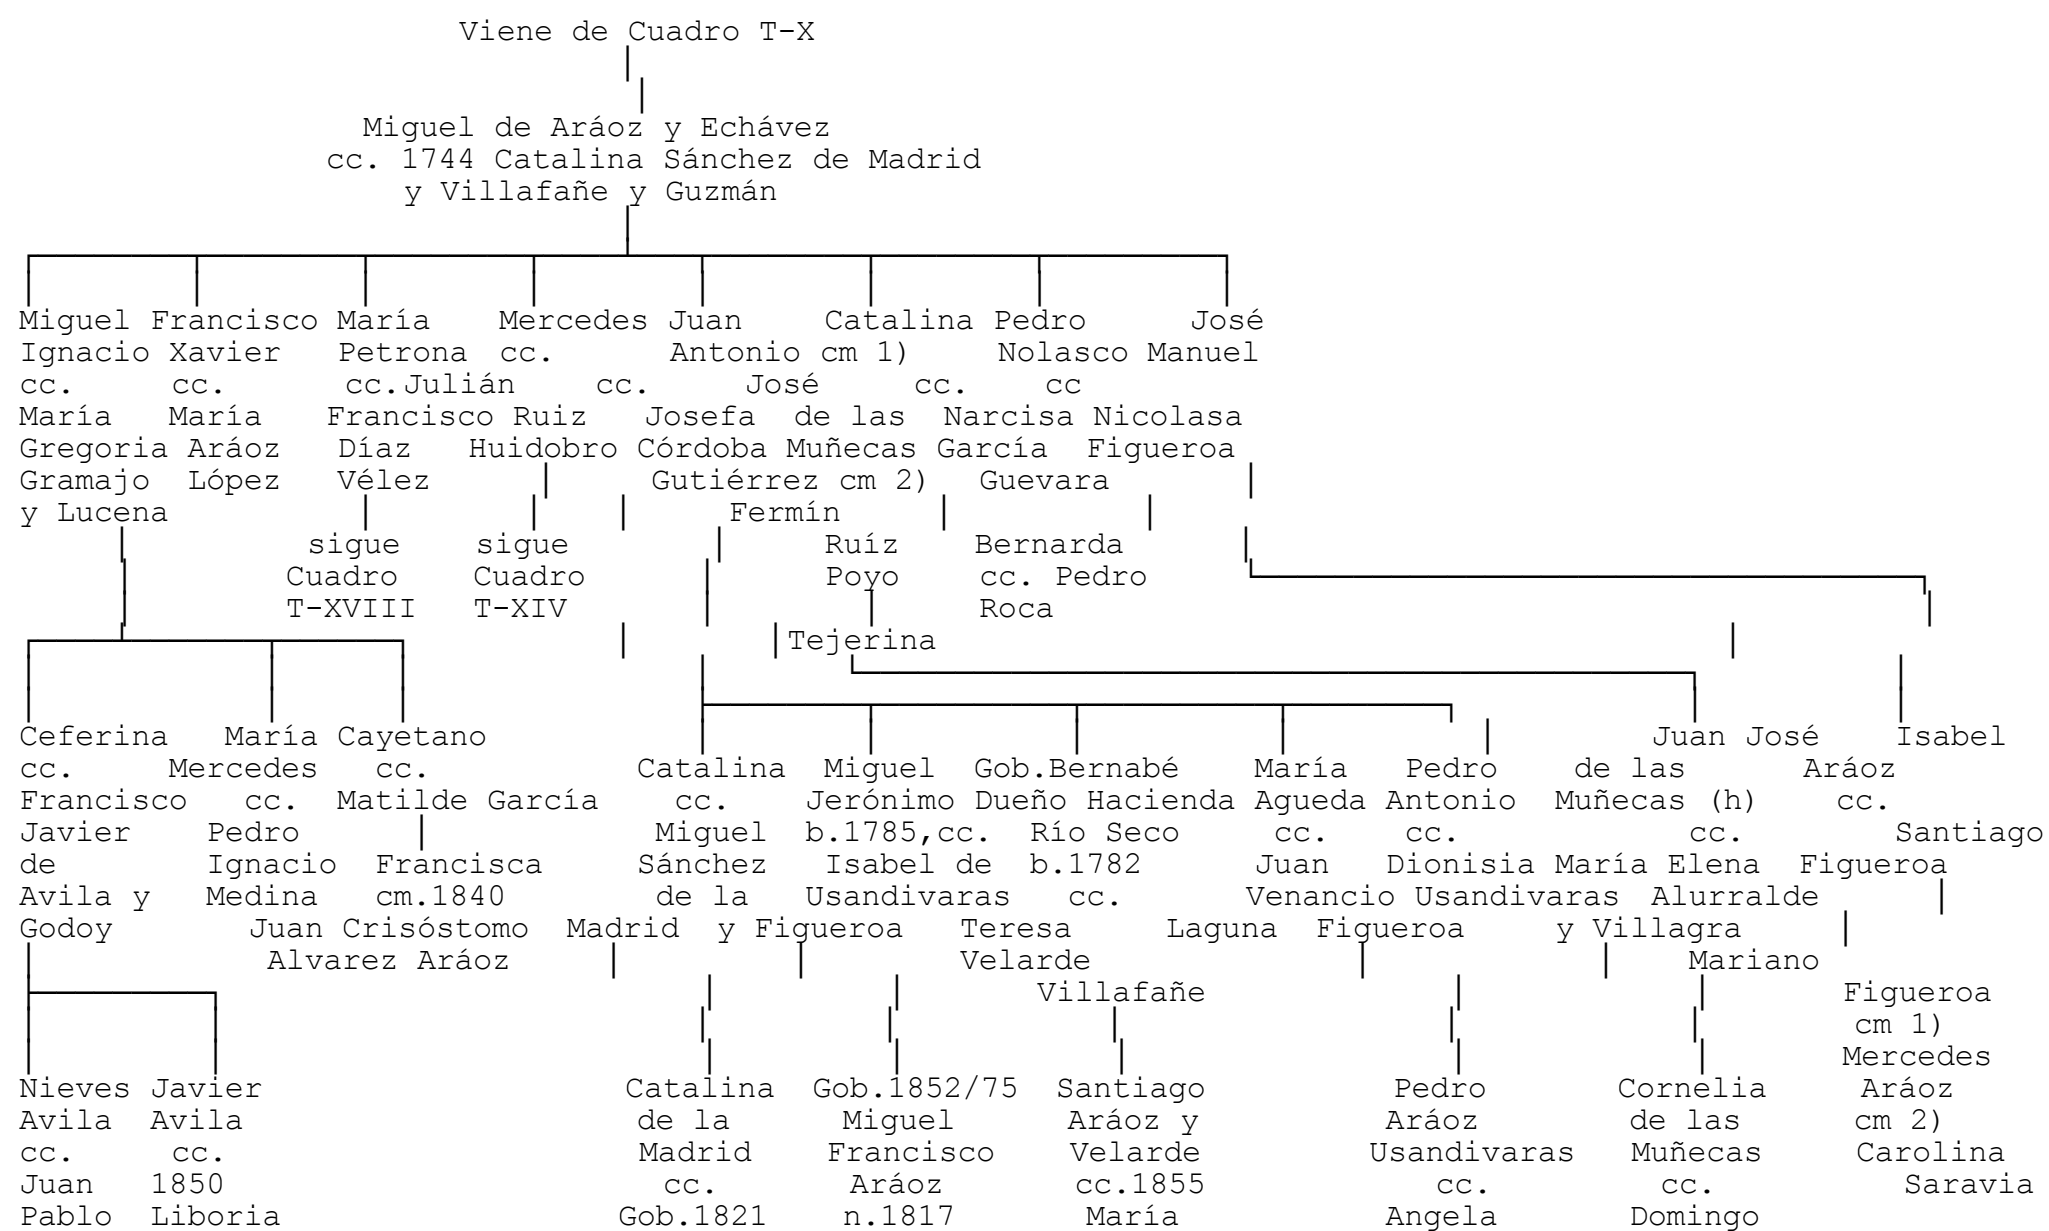 Viene de Cuadro T-X
Miguel de Aráoz y Echávez
cc. 1744 Catalina Sánchez de Madrid
y Villafañe y Guzmán
Miguel Francisco María Mercedes Juan Catalina Pedro José
Ignacio Xavier Petrona cc. Antonio cm 1) Nolasco Manuel
cc. cc. cc.Julián cc. José cc. cc
María María Francisco Ruiz Josefa de las Narcisa Nicolasa
Gregoria Aráoz Díaz Huidobro Córdoba Muñecas García Figueroa
Gramajo López Vélez Gutiérrez cm 2) Guevara
y Lucena Fermín
sigue sigue Ruíz Bernarda
Cuadro Cuadro Poyo cc. Pedro
T-XVIII T-XIV Roca
Tejerina
Ceferina María Cayetano Juan José Isabel
cc. Mercedes cc. Catalina Miguel Gob.Bernabé María Pedro de las Aráoz
Francisco cc. Matilde García cc. Jerónimo Dueño Hacienda Agueda Antonio Muñecas (h) cc.
Javier Pedro Miguel b.1785,cc. Río Seco cc. cc. cc. Santiago
de Ignacio Francisca Sánchez Isabel de b.1782 Juan Dionisia María Elena Figueroa
Avila y Medina cm.1840 de la Usandivaras cc. Venancio Usandivaras Alurralde
Godoy Juan Crisóstomo Madrid y Figueroa Teresa Laguna Figueroa y Villagra
Alvarez Aráoz Velarde Mariano
Villafañe Figueroa
cm 1)
Mercedes
Nieves Javier Catalina Gob.1852/75 Santiago Pedro Cornelia Aráoz
Avila Avila de la Miguel Aráoz y Aráoz de las cm 2)
cc. cc. Madrid Francisco Velarde Usandivaras Muñecas Carolina
Juan 1850 cc. Aráoz cc.1855 cc. cc. Saravia
Pablo Liboria Gob.1821 n.1817 María Angela Domingo